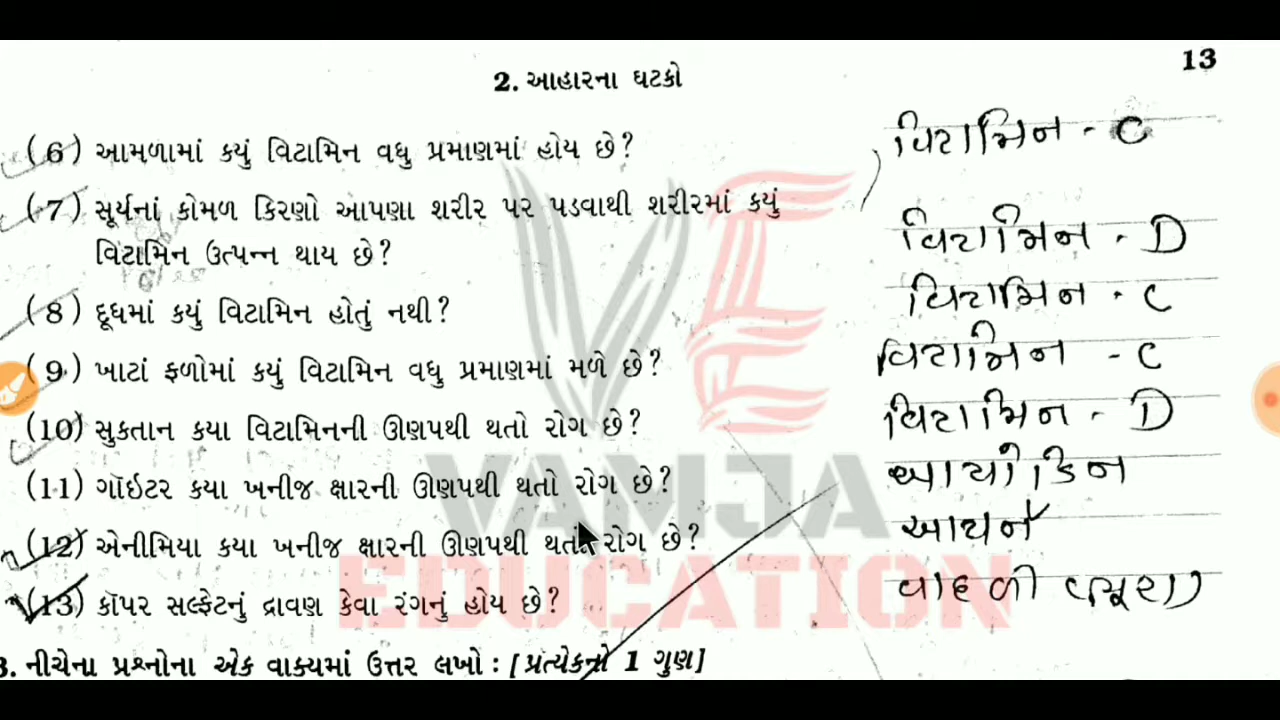 2. આહારના ઘટકો
13
(6) આમળામાં કયું વિટામિન વધુ પ્રમાણમાં હોય છે?
વિટામિન - C
(7) સૂર્યનાં કોમળ કિરણો આપણા શરીર પર પડવાથી શરીરમાં કયું
વિટામિન ઉત્પન્ન થાય છે?
વિટામિન - D
(8) દૂધમાં કયું વિટામિન હોતું નથી?
વિટામિન - C
(9) ખાટાં ફળોમાં કયું વિટામિન વધુ પ્રમાણમાં મળે છે?
વિટામિન - C
(10) સુકતાન કયા વિટામિનની ઊણપથી થતો રોગ છે?
વિટામિન - D
(11) ગૉઇટર કયા ખનીજ ક્ષારની ઊણપથી થતો રોગ છે?
આયોડિન
(12) એનીમિયા કયા ખનીજ ક્ષારની ઊણપથી થતો રોગ છે?
આયર્ન
(13) કૉપર સલ્ફેટનું દ્રાવણ કેવા રંગનું હોય છે?
વાદળી (ભૂરા)
3. નીચેના પ્રશ્નોના એક વાક્યમાં ઉત્તર લખો : [પ્રત્યેકનો 1 ગુણ]
VE
VAMJA
EDUCATION